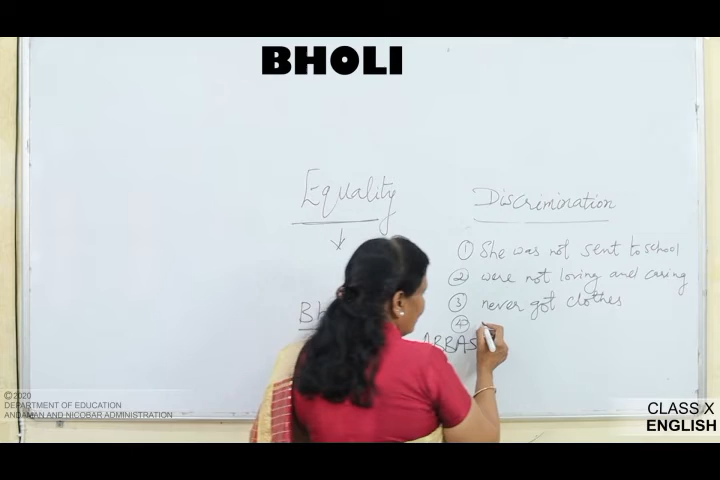 BHOLI
Equality
Discrimination
① She was not sent to school
② were not loving and caring
③ never got clothes
④
©2020
DEPARTMENT OF EDUCATION
ANDAMAN AND NICOBAR ADMINISTRATION
CLASS X
ENGLISH